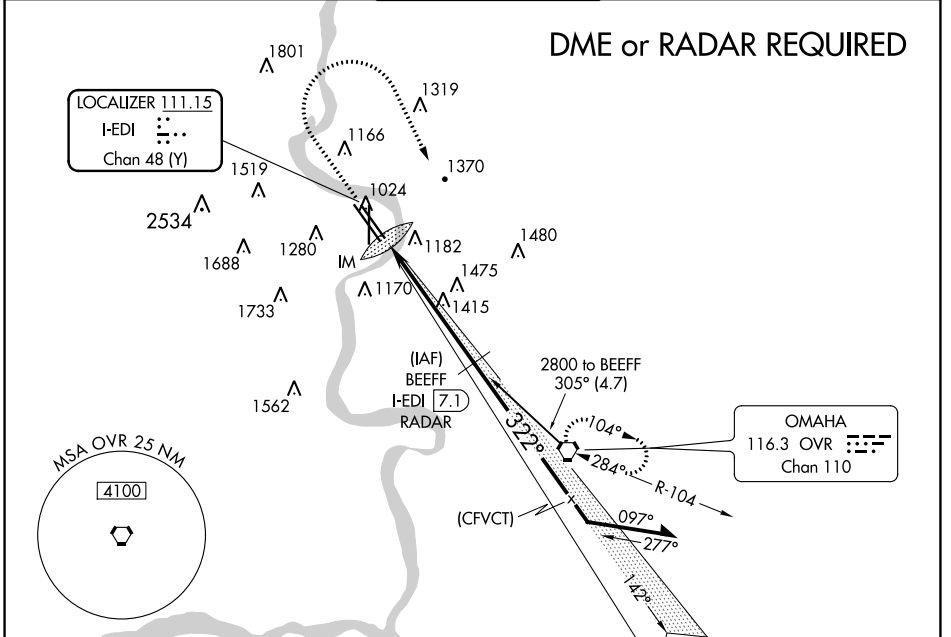 DME or RADAR REQUIRED
1801
1319
LOCALIZER 111.15
I-EDI
Chan 48 (Y)
1166
1370
1519
1024
2534
1280
1182
1480
1688
IM
1475
1170
1733
1415
(IAF)
BEEFF
I-EDI 7.1
RADAR
2800 to BEEFF
305° (4.7)
1562
322°
104°
OMAHA
116.3 OVR
Chan 110
284°
R-104
MSA OVR 25 NM
4100
(CFVCT)
097°
277°
142°